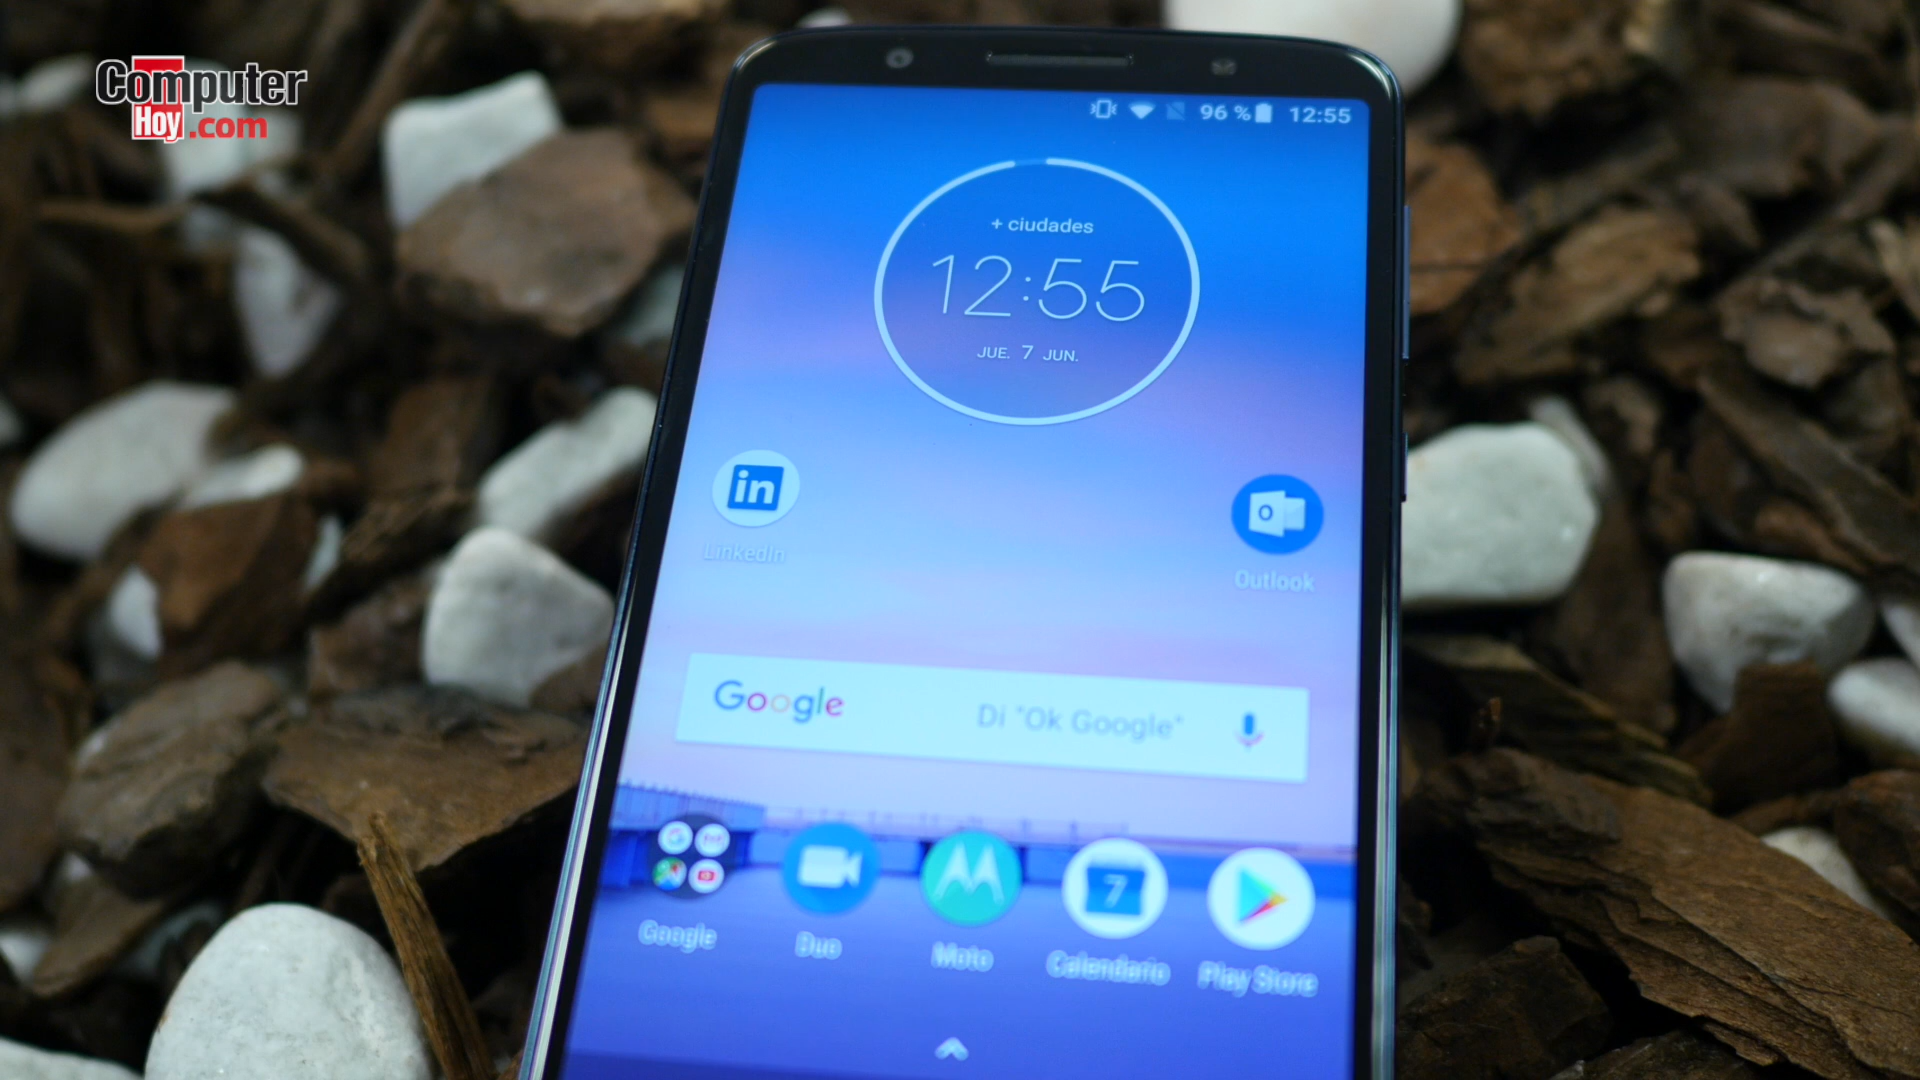 Computer
Hoy.com
96 % 12:55
+ ciudades
12:55
JUE. 7 JUN.
in
LinkedIn
O
Outlook
Google
Di "Ok Google"
7
Google
Duo
Moto
Calendario
Play Store